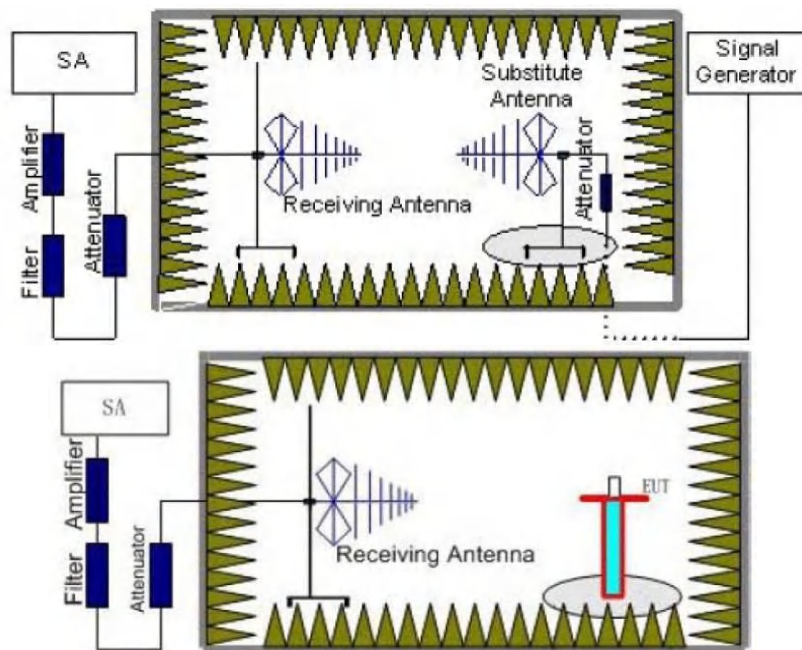 SA
Signal
Generator
Substitute
Antenna
Amplifier
Attenuator
Attenuator
Receiving Antenna
Filter
SA
Amplifier
EUT
Filter
Attenuator
Receiving Antenna